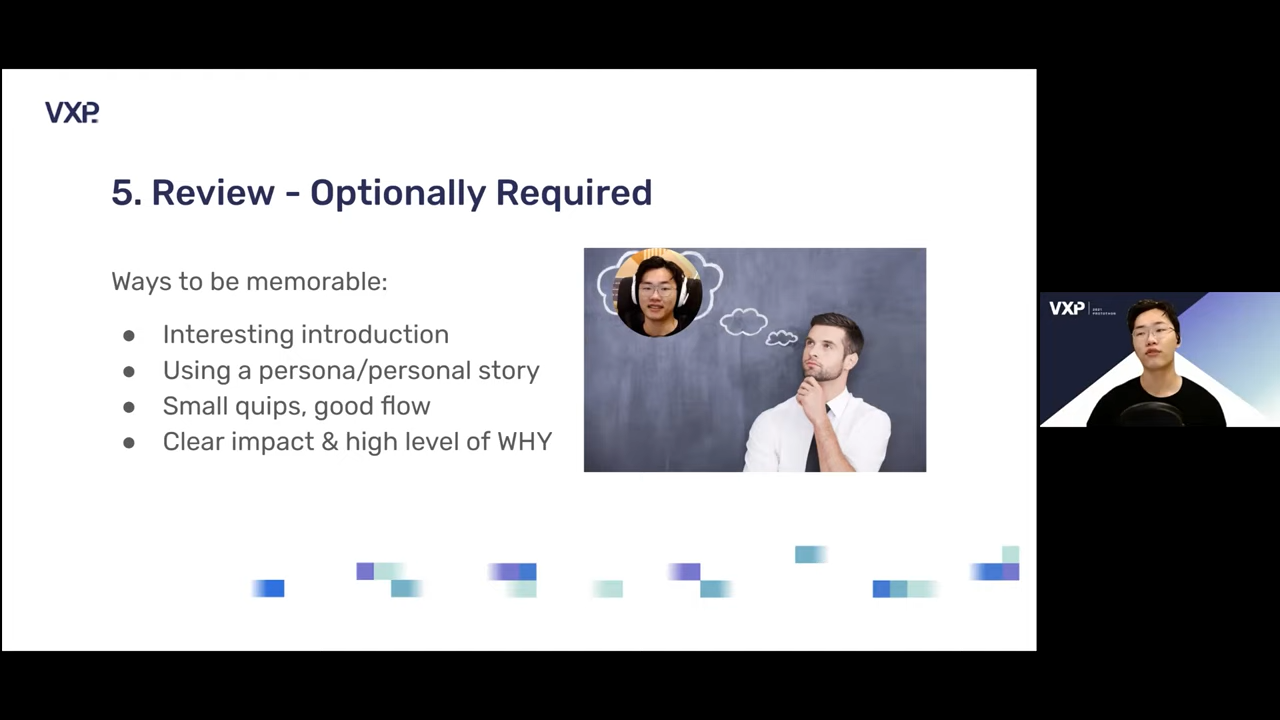 VXP.
5. Review - Optionally Required
Ways to be memorable:
● Interesting introduction
● Using a persona/personal story
● Small quips, good flow
● Clear impact & high level of WHY
VXP